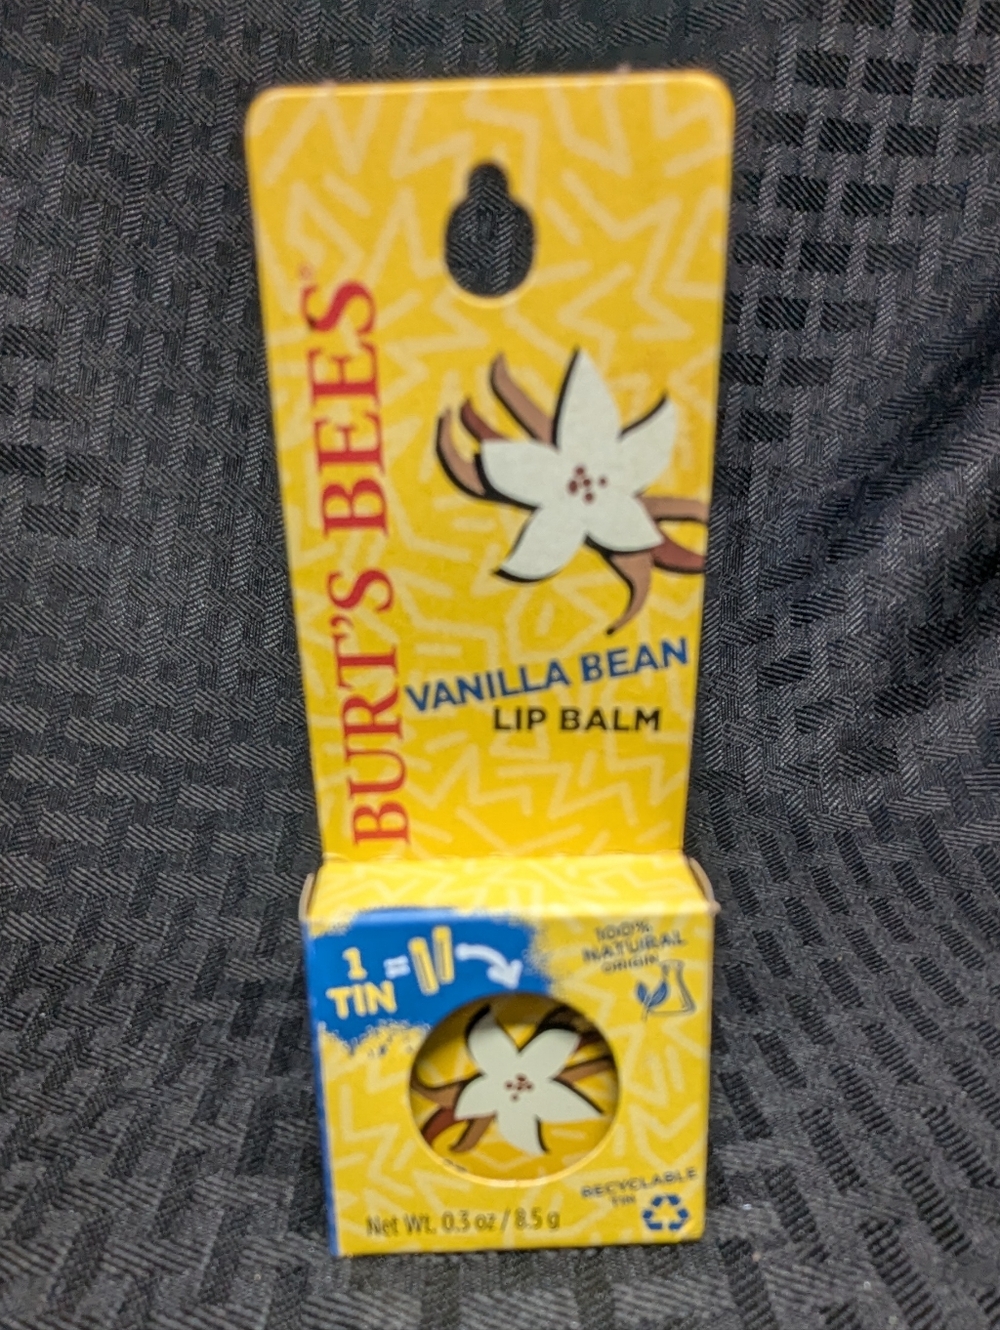 BURT'S BEES®
VANILLA BEAN
LIP BALM
1
TIN =
100%
NATURAL
ORIGIN
RECYCLABLE
TIN
Net Wt. 0.3 oz / 8.5 g